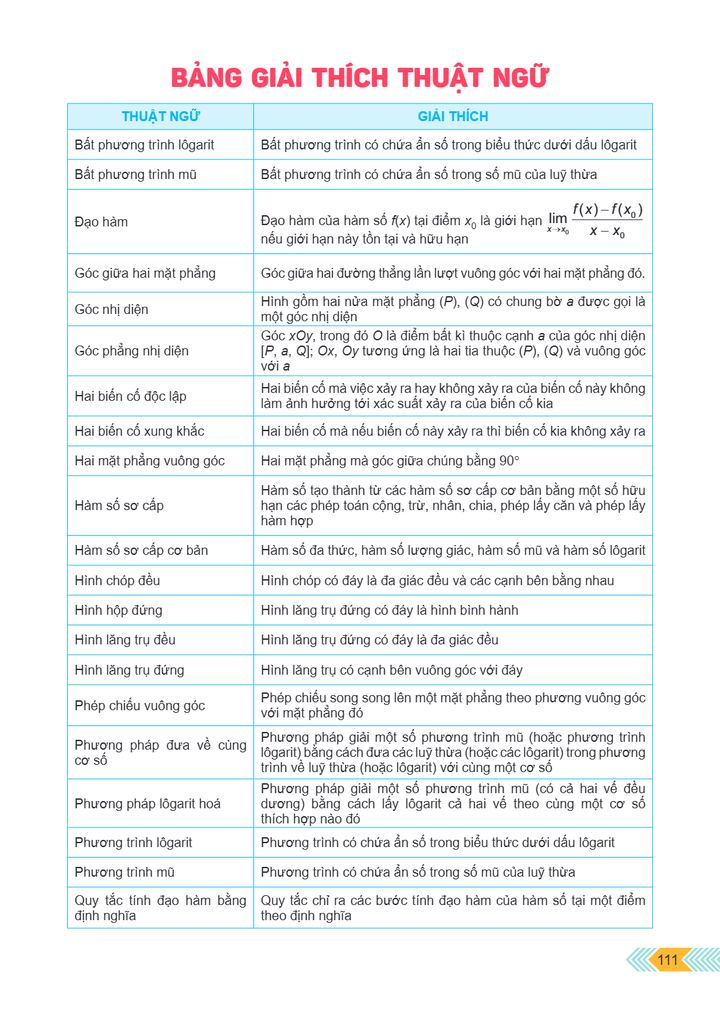 BẢNG GIẢI THÍCH THUẬT NGỮ
THUẬT NGỮ
GIẢI THÍCH
Bất phương trình lôgarit
Bất phương trình có chứa ẩn số trong biểu thức dưới dấu lôgarit
Bất phương trình mũ
Bất phương trình có chứa ẩn số trong số mũ của luỹ thừa
Đạo hàm
Đạo hàm của hàm số f(x) tại điểm x₀ là giới hạn lim x→x₀ (f(x) – f(x₀))/(x – x₀)
nếu giới hạn này tồn tại và hữu hạn
Góc giữa hai mặt phẳng
Góc giữa hai đường thẳng lần lượt vuông góc với hai mặt phẳng đó.
Góc nhị diện
Hình gồm hai nửa mặt phẳng (P), (Q) có chung bờ a được gọi là
một góc nhị diện
Góc phẳng nhị diện
Góc xOy, trong đó O là điểm bất kì thuộc cạnh a của góc nhị diện
[P, a, Q]; Ox, Oy tương ứng là hai tia thuộc (P), (Q) và vuông góc
với a
Hai biến cố độc lập
Hai biến cố mà việc xảy ra hay không xảy ra của biến cố này không
làm ảnh hưởng tới xác suất xảy ra của biến cố kia
Hai biến cố xung khắc
Hai biến cố mà nếu biến cố này xảy ra thì biến cố kia không xảy ra
Hai mặt phẳng vuông góc
Hai mặt phẳng mà góc giữa chúng bằng 90°
Hàm số sơ cấp
Hàm số tạo thành từ các hàm số sơ cấp cơ bản bằng một số hữu
hạn các phép toán cộng, trừ, nhân, chia, phép lấy căn và phép lấy
hàm hợp
Hàm số sơ cấp cơ bản
Hàm số đa thức, hàm số lượng giác, hàm số mũ và hàm số lôgarit
Hình chóp đều
Hình chóp có đáy là đa giác đều và các cạnh bên bằng nhau
Hình hộp đứng
Hình lăng trụ đứng có đáy là hình bình hành
Hình lăng trụ đều
Hình lăng trụ đứng có đáy là đa giác đều
Hình lăng trụ đứng
Hình lăng trụ có cạnh bên vuông góc với đáy
Phép chiếu vuông góc
Phép chiếu song song lên một mặt phẳng theo phương vuông góc
với mặt phẳng đó
Phương pháp đưa về cùng
cơ số
Phương pháp giải một số phương trình mũ (hoặc phương trình
lôgarit) bằng cách đưa các luỹ thừa (hoặc các lôgarit) trong phương
trình về luỹ thừa (hoặc lôgarit) với cùng một cơ số
Phương pháp lôgarit hoá
Phương pháp giải một số phương trình mũ (có cả hai vế đều
dương) bằng cách lấy lôgarit cả hai vế theo cùng một cơ số
thích hợp nào đó
Phương trình lôgarit
Phương trình có chứa ẩn số trong biểu thức dưới dấu lôgarit
Phương trình mũ
Phương trình có chứa ẩn số trong số mũ của luỹ thừa
Quy tắc tính đạo hàm bằng
định nghĩa
Quy tắc chỉ ra các bước tính đạo hàm của hàm số tại một điểm
theo định nghĩa
111